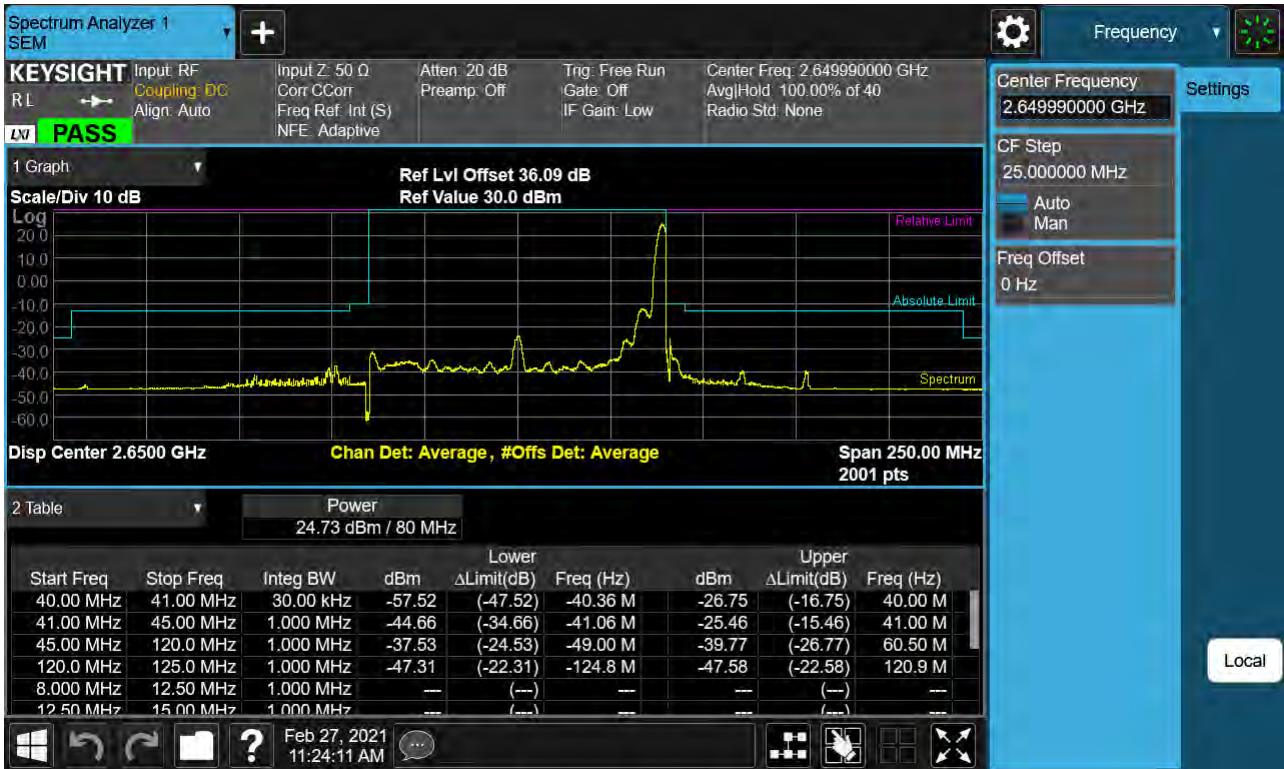 Spectrum Analyzer 1
SEM
Frequency
KEYSIGHT
R L
LXI
PASS
Input: RF
Coupling: DC
Align: Auto
Input Z: 50 Ω
Corr CCorr
Freq Ref: Int (S)
NFE: Adaptive
Atten: 20 dB
Preamp: Off
Trig: Free Run
Gate: Off
IF Gain: Low
Center Freq: 2.649990000 GHz
Avg|Hold: 100.00% of 40
Radio Std: None
Center Frequency
2.649990000 GHz
Settings
CF Step
25.000000 MHz
Auto
Man
Freq Offset
0 Hz
Local
1 Graph
Scale/Div 10 dB
Ref Lvl Offset 36.09 dB
Ref Value 30.0 dBm
Log
20.0
10.0
0.00
-10.0
-20.0
-30.0
-40.0
-50.0
-60.0
Relative Limit
Absolute Limit
Spectrum
Disp Center 2.6500 GHz
Chan Det: Average , #Offs Det: Average
Span 250.00 MHz
2001 pts
2 Table
Power
24.73 dBm / 80 MHz
Lower Upper
Start Freq Stop Freq Integ BW dBm ΔLimit(dB) Freq (Hz) dBm ΔLimit(dB) Freq (Hz)
40.00 MHz 41.00 MHz 30.00 kHz -57.52 (-47.52) -40.36 M -26.75 (-16.75) 40.00 M
41.00 MHz 45.00 MHz 1.000 MHz -44.66 (-34.66) -41.06 M -25.46 (-15.46) 41.00 M
45.00 MHz 120.0 MHz 1.000 MHz -37.53 (-24.53) -49.00 M -39.77 (-26.77) 60.50 M
120.0 MHz 125.0 MHz 1.000 MHz -47.31 (-22.31) -124.8 M -47.58 (-22.58) 120.9 M
8.000 MHz 12.50 MHz 1.000 MHz --- (---) --- --- (---) ---
12.50 MHz 15.00 MHz 1.000 MHz --- (---) --- --- (---) ---
Feb 27, 2021
11:24:11 AM